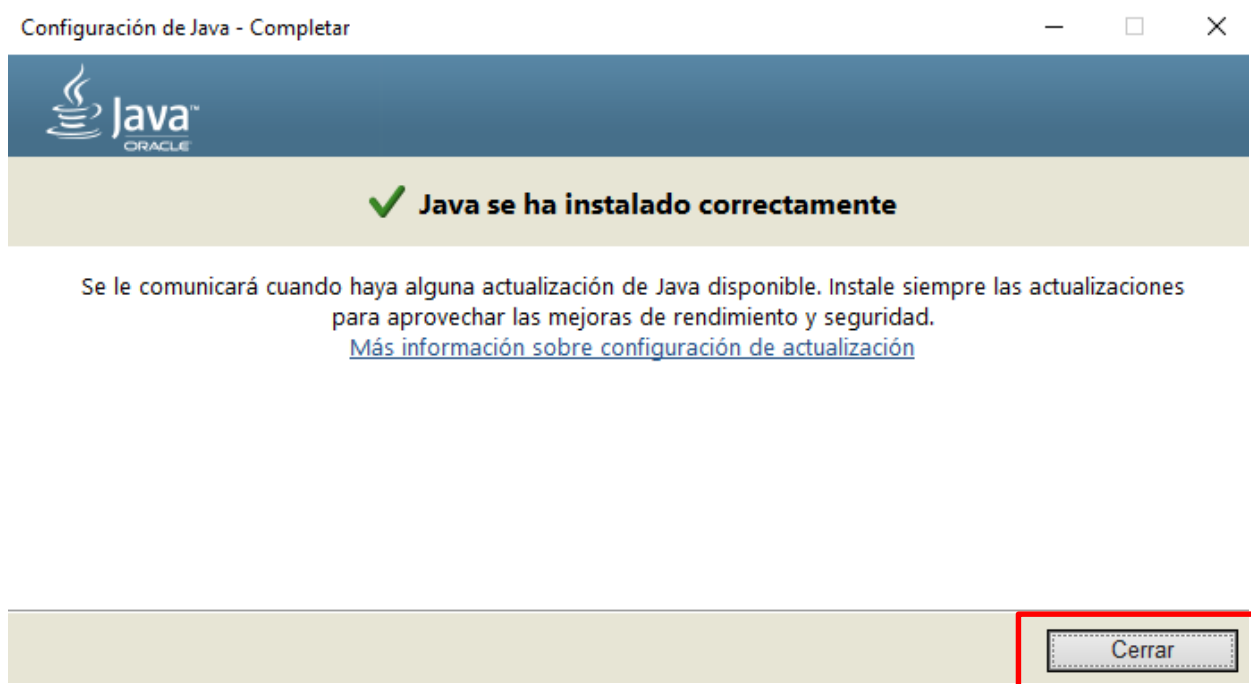 Configuración de Java - Completar
Java™
ORACLE
Java se ha instalado correctamente
Se le comunicará cuando haya alguna actualización de Java disponible. Instale siempre las actualizaciones
para aprovechar las mejoras de rendimiento y seguridad.
Más información sobre configuración de actualización
Cerrar